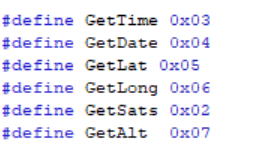 #define GetTime 0x03
#define GetDate 0x04
#define GetLat 0x05
#define GetLong 0x06
#define GetSats 0x02
#define GetAlt  0x07